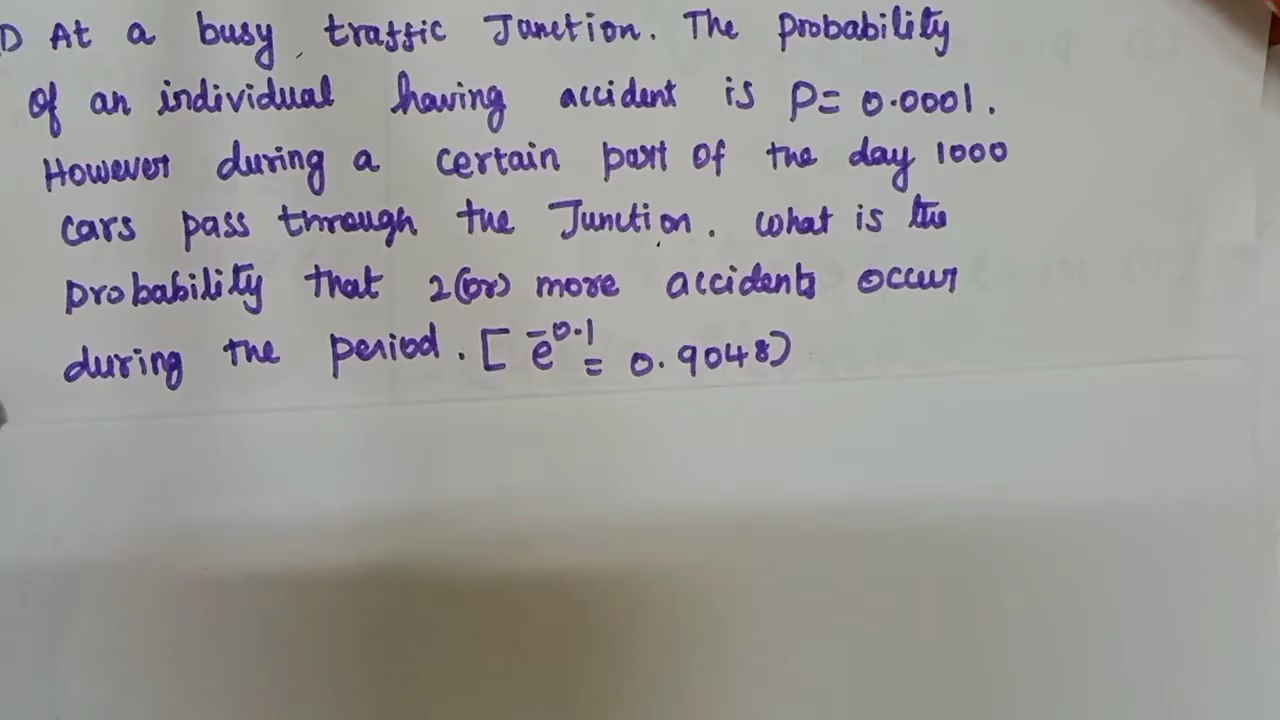 D At a busy traffic Junction. The probability
of an individual having accident is P= 0.0001.
However during a certain part of the day 1000
cars pass through the Junction. what is the
probability that 2(or) more accidents occur
during the period. [ e^-0.1 = 0.9048)